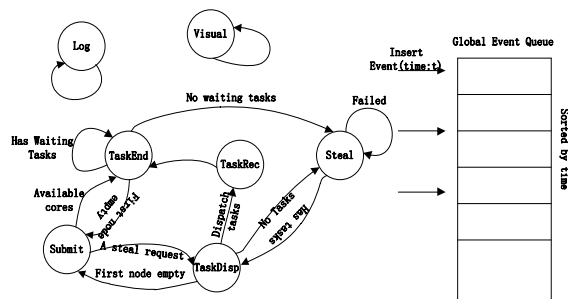 Log
Visual
Insert
Event(time:t)
Global Event Queue
No waiting tasks
Failed
Has Waiting
Tasks
TaskEnd
TaskRec
Steal
Sorted by time
Available
cores
First node
empty
Dispatch
tasks
No Tasks
Has tasks
Submit
A steal request
TaskDisp
First node empty